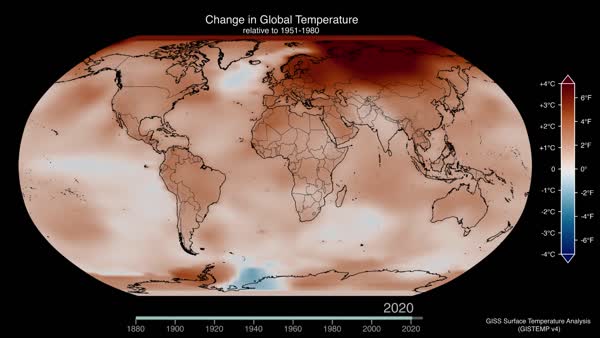 Change in Global Temperature
relative to 1951-1980
+4°C
+3°C
+2°C
+1°C
0
-1°C
-2°C
-3°C
-4°C
6°F
4°F
2°F
0
-2°F
-4°F
-6°F
2020
1880 1900 1920 1940 1960 1980 2000 2020
GISS Surface Temperature Analysis
(GISTEMP v4)